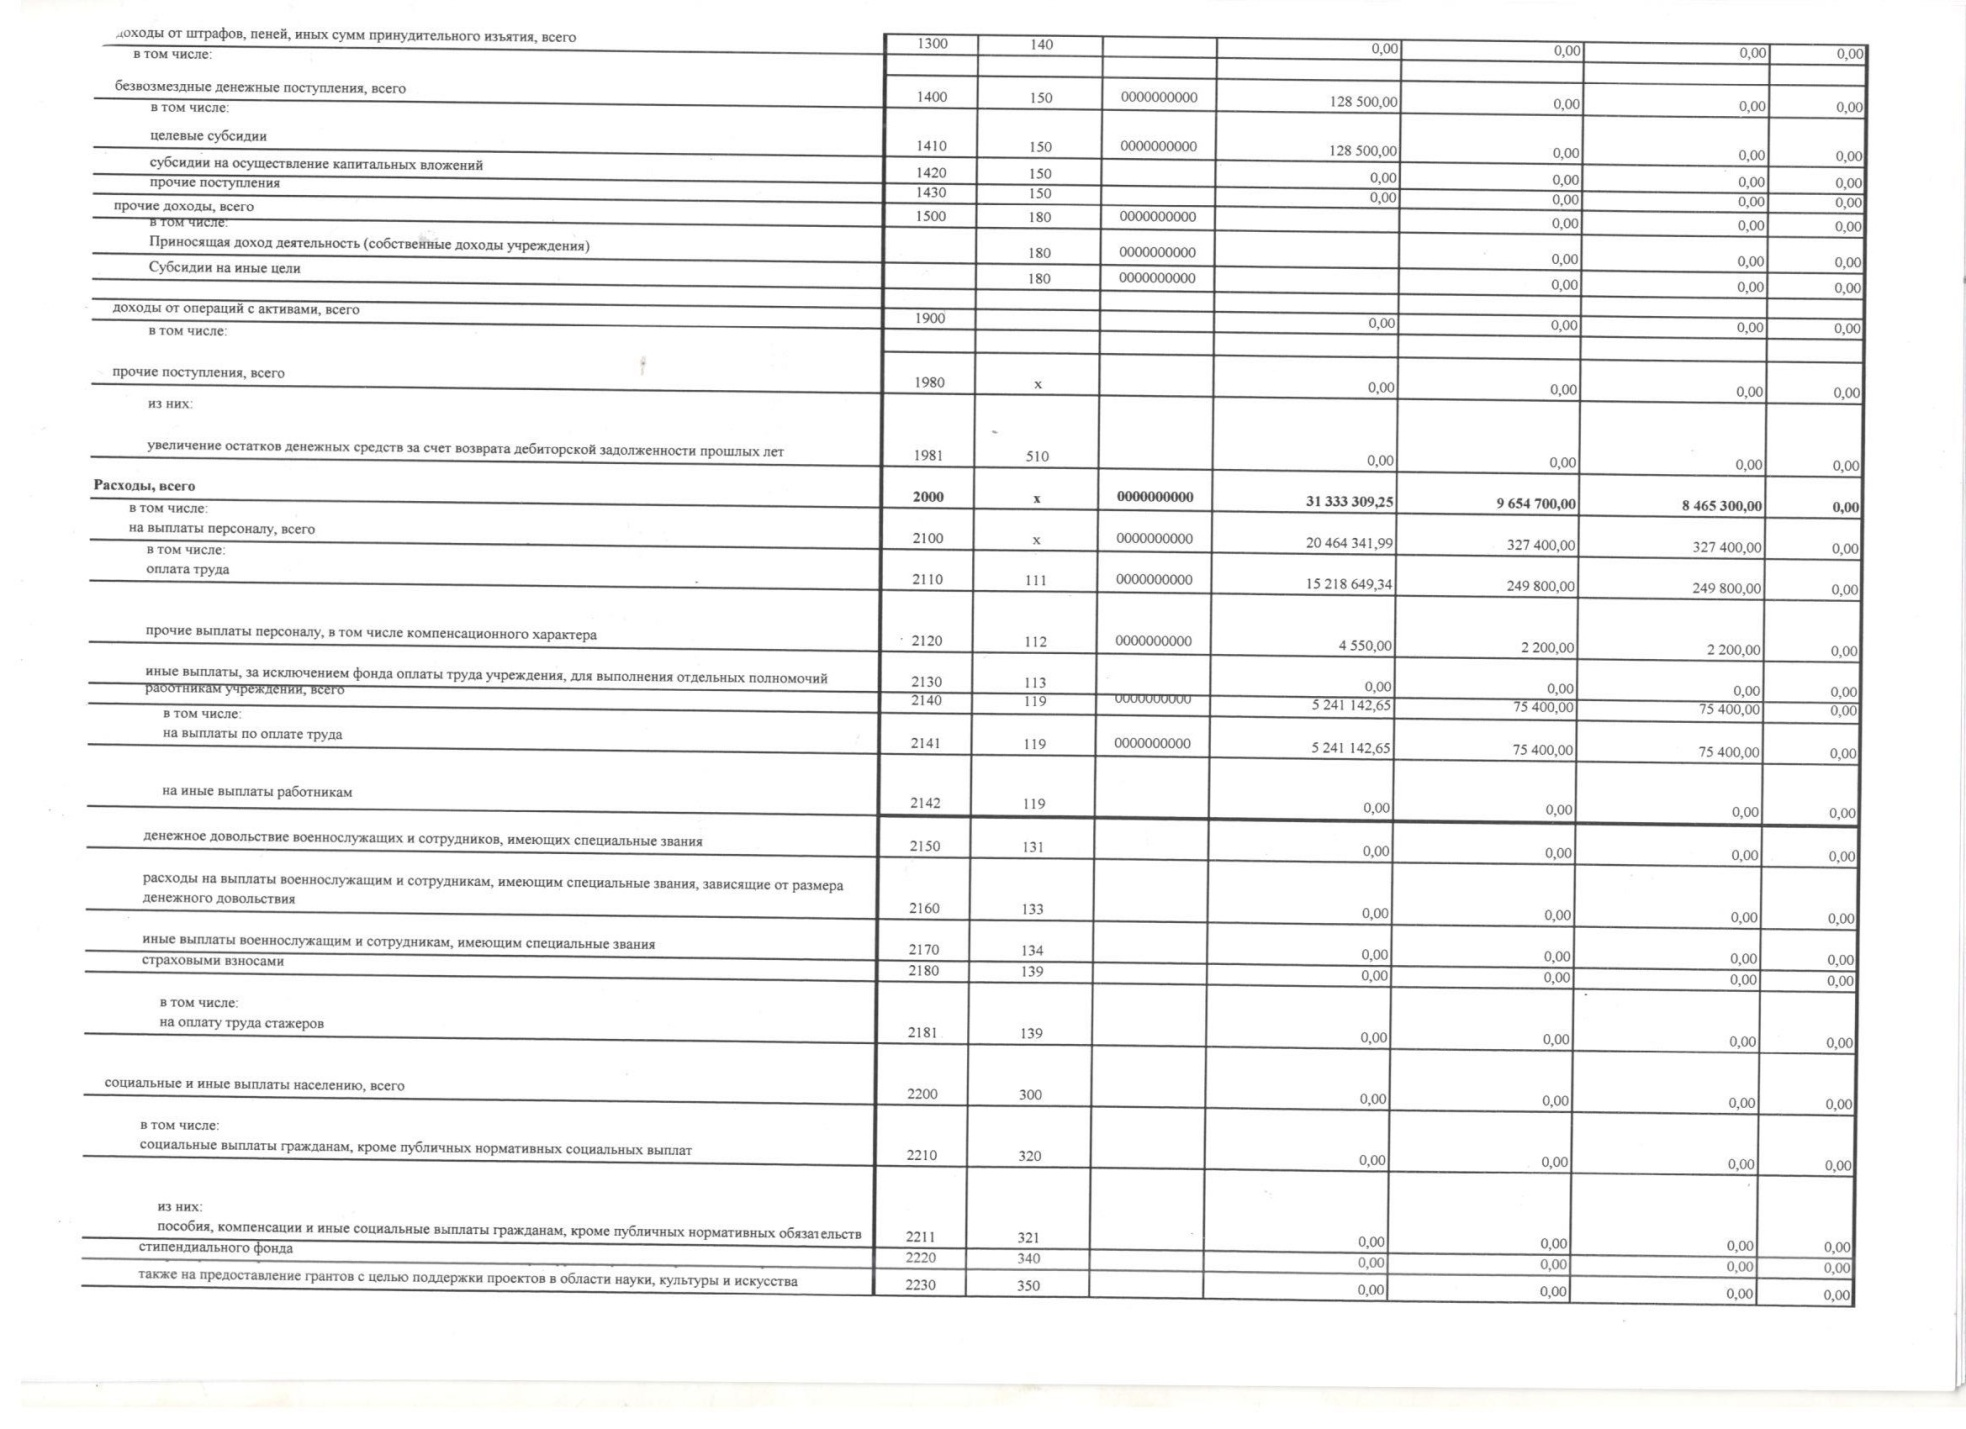 доходы от штрафов, пеней, иных сумм принудительного изъятия, всего 1300 140 0,00 0,00 0,00 0,00
в том числе:
безвозмездные денежные поступления, всего 1400 150 0000000000 128 500,00 0,00 0,00 0,00
в том числе:
целевые субсидии 1410 150 0000000000 128 500,00 0,00 0,00 0,00
субсидии на осуществление капитальных вложений 1420 150 0,00 0,00 0,00 0,00
прочие поступления 1430 150 0,00 0,00 0,00 0,00
прочие доходы, всего 1500 180 0000000000 0,00 0,00 0,00
в том числе:
Приносящая доход деятельность (собственные доходы учреждения) 180 0000000000 0,00 0,00 0,00
Субсидии на иные цели 180 0000000000 0,00 0,00 0,00
доходы от операций с активами, всего 1900 0,00 0,00 0,00 0,00
в том числе:
прочие поступления, всего 1980 х 0,00 0,00 0,00 0,00
из них:
увеличение остатков денежных средств за счет возврата дебиторской задолженности прошлых лет 1981 510 0,00 0,00 0,00 0,00
Расходы, всего 2000 х 0000000000 31 333 309,25 9 654 700,00 8 465 300,00 0,00
в том числе:
на выплаты персоналу, всего 2100 х 0000000000 20 464 341,99 327 400,00 327 400,00 0,00
в том числе:
оплата труда 2110 111 0000000000 15 218 649,34 249 800,00 249 800,00 0,00
прочие выплаты персоналу, в том числе компенсационного характера 2120 112 0000000000 4 550,00 2 200,00 2 200,00 0,00
иные выплаты, за исключением фонда оплаты труда учреждения, для выполнения отдельных полномочий 2130 113 0,00 0,00 0,00 0,00
работникам учреждений, всего 2140 119 0000000000 5 241 142,65 75 400,00 75 400,00 0,00
в том числе:
на выплаты по оплате труда 2141 119 0000000000 5 241 142,65 75 400,00 75 400,00 0,00
на иные выплаты работникам 2142 119 0,00 0,00 0,00 0,00
денежное довольствие военнослужащих и сотрудников, имеющих специальные звания 2150 131 0,00 0,00 0,00 0,00
расходы на выплаты военнослужащим и сотрудникам, имеющим специальные звания, зависящие от размера
денежного довольствия 2160 133 0,00 0,00 0,00 0,00
иные выплаты военнослужащим и сотрудникам, имеющим специальные звания 2170 134 0,00 0,00 0,00 0,00
страховыми взносами 2180 139 0,00 0,00 0,00 0,00
в том числе:
на оплату труда стажеров 2181 139 0,00 0,00 0,00 0,00
социальные и иные выплаты населению, всего 2200 300 0,00 0,00 0,00 0,00
в том числе:
социальные выплаты гражданам, кроме публичных нормативных социальных выплат 2210 320 0,00 0,00 0,00 0,00
из них:
пособия, компенсации и иные социальные выплаты гражданам, кроме публичных нормативных обязательств 2211 321 0,00 0,00 0,00 0,00
стипендиального фонда 2220 340 0,00 0,00 0,00 0,00
также на предоставление грантов с целью поддержки проектов в области науки, культуры и искусства 2230 350 0,00 0,00 0,00 0,00